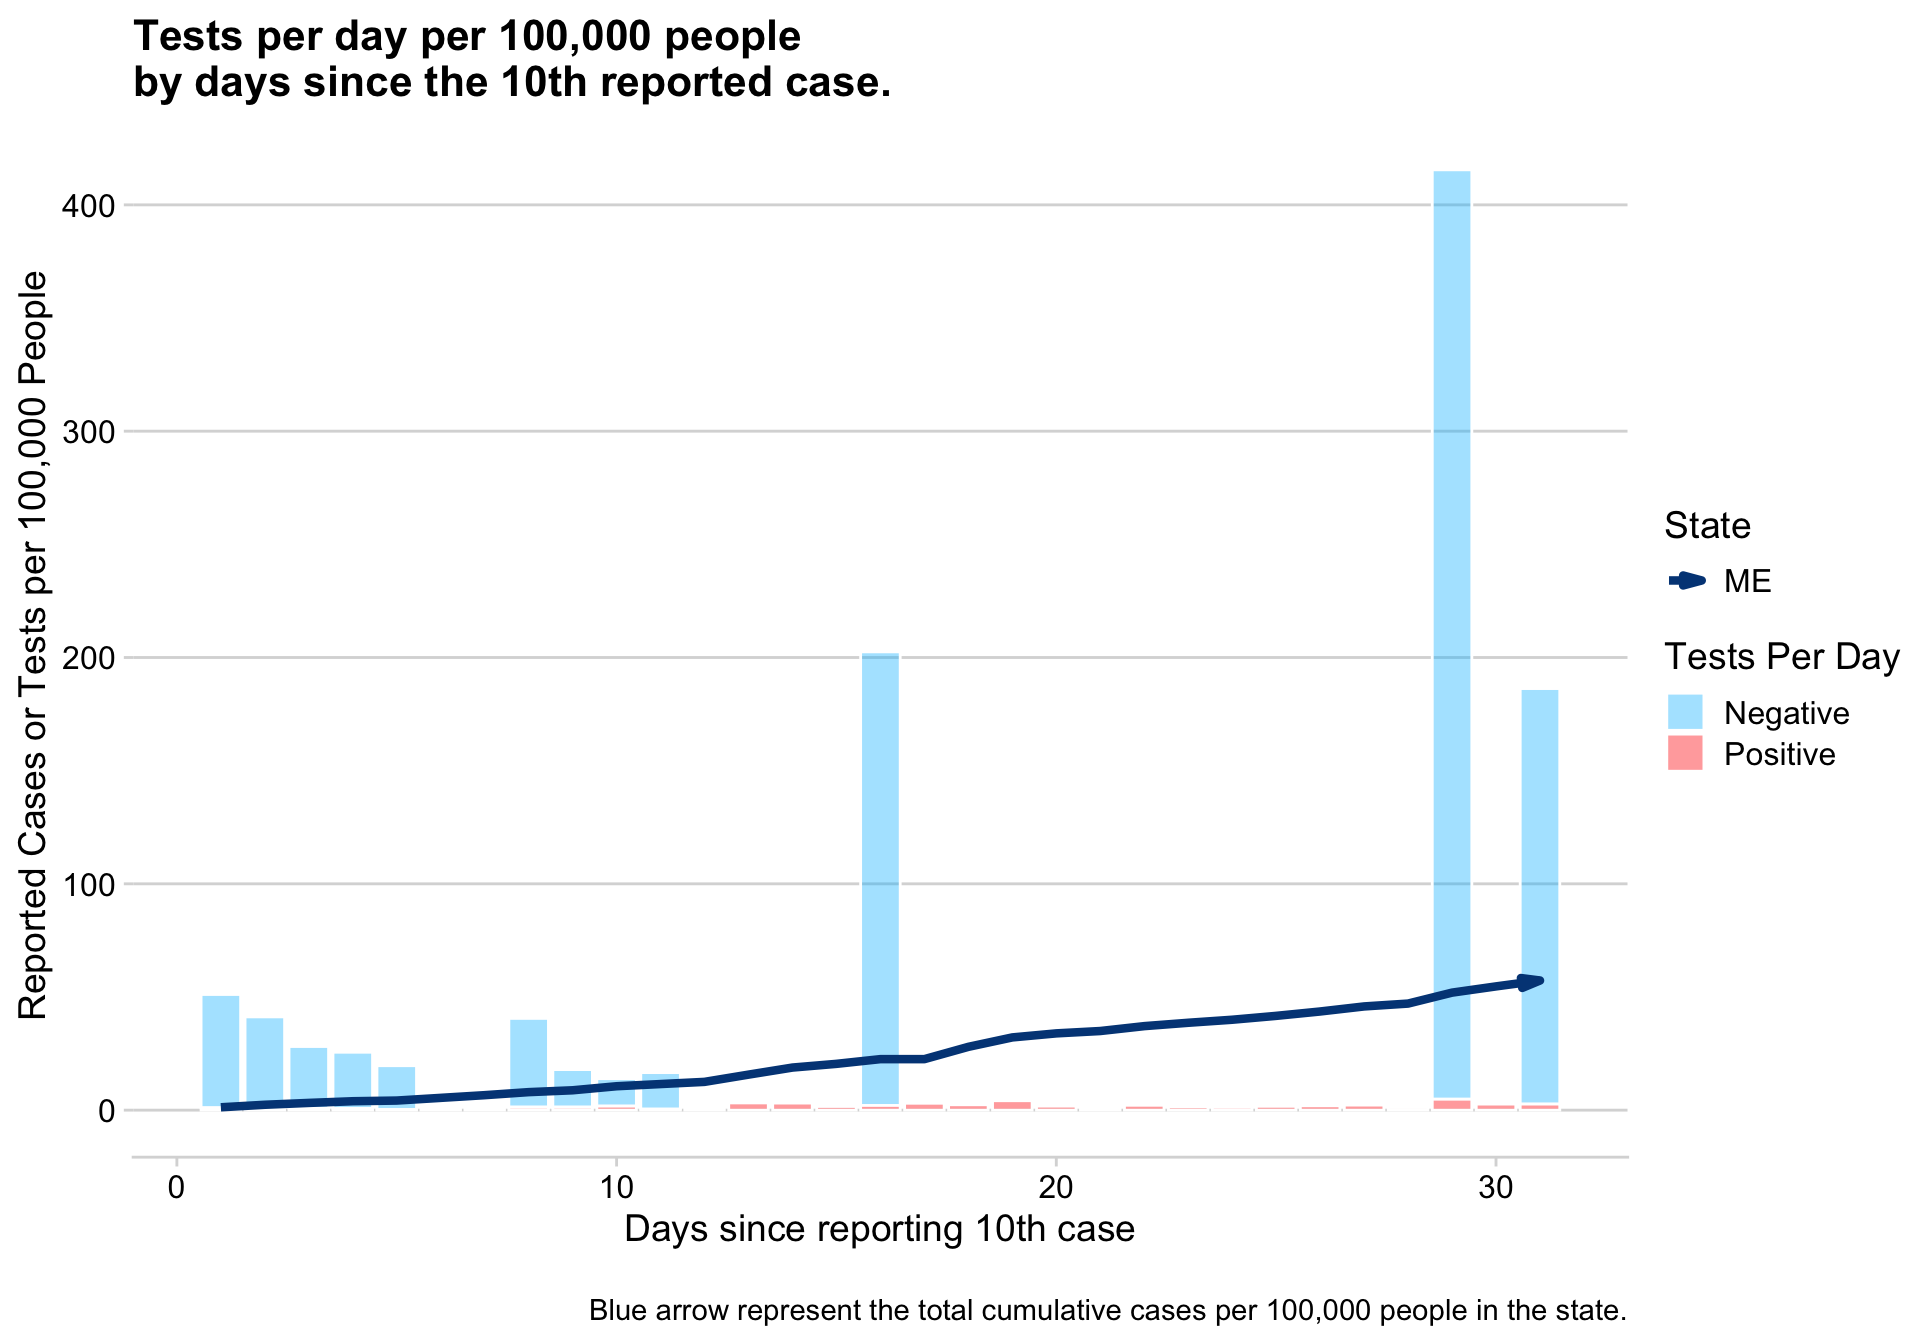 Tests per day per 100,000 people
by days since the 10th reported case.
Reported Cases or Tests per 100,000 People
400
300
200
100
0
0
10
20
30
Days since reporting 10th case
State
ME
Tests Per Day
Negative
Positive
Blue arrow represent the total cumulative cases per 100,000 people in the state.